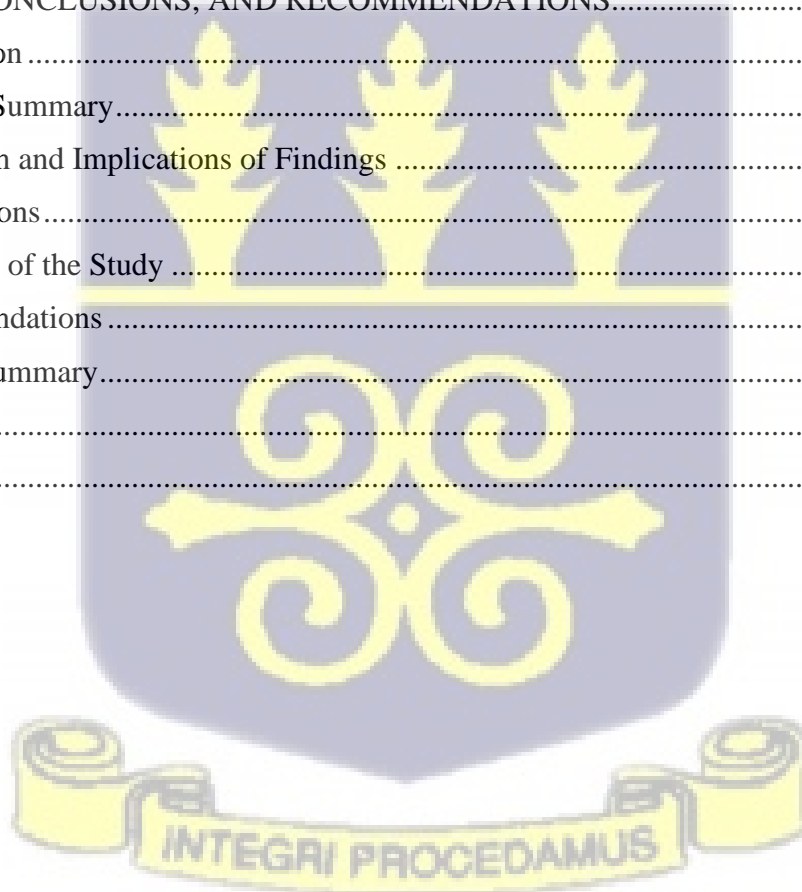 ONCLUSIONS, AND RECOMMENDATIONS....................
on....................
Summary....................
n and Implications of Findings....................
ons....................
of the Study....................
ndations....................
ummary....................
....................
....................
INTEGRI PROCEDAMUS